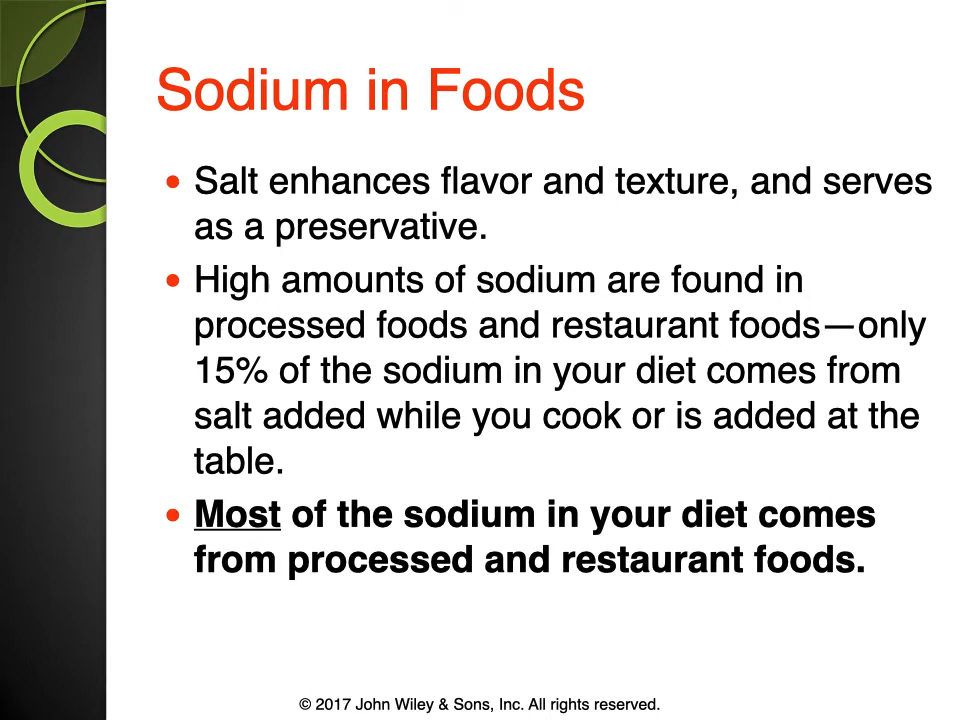 Sodium in Foods
• Salt enhances flavor and texture, and serves
as a preservative.
• High amounts of sodium are found in
processed foods and restaurant foods—only
15% of the sodium in your diet comes from
salt added while you cook or is added at the
table.
• Most of the sodium in your diet comes
from processed and restaurant foods.
© 2017 John Wiley & Sons, Inc. All rights reserved.